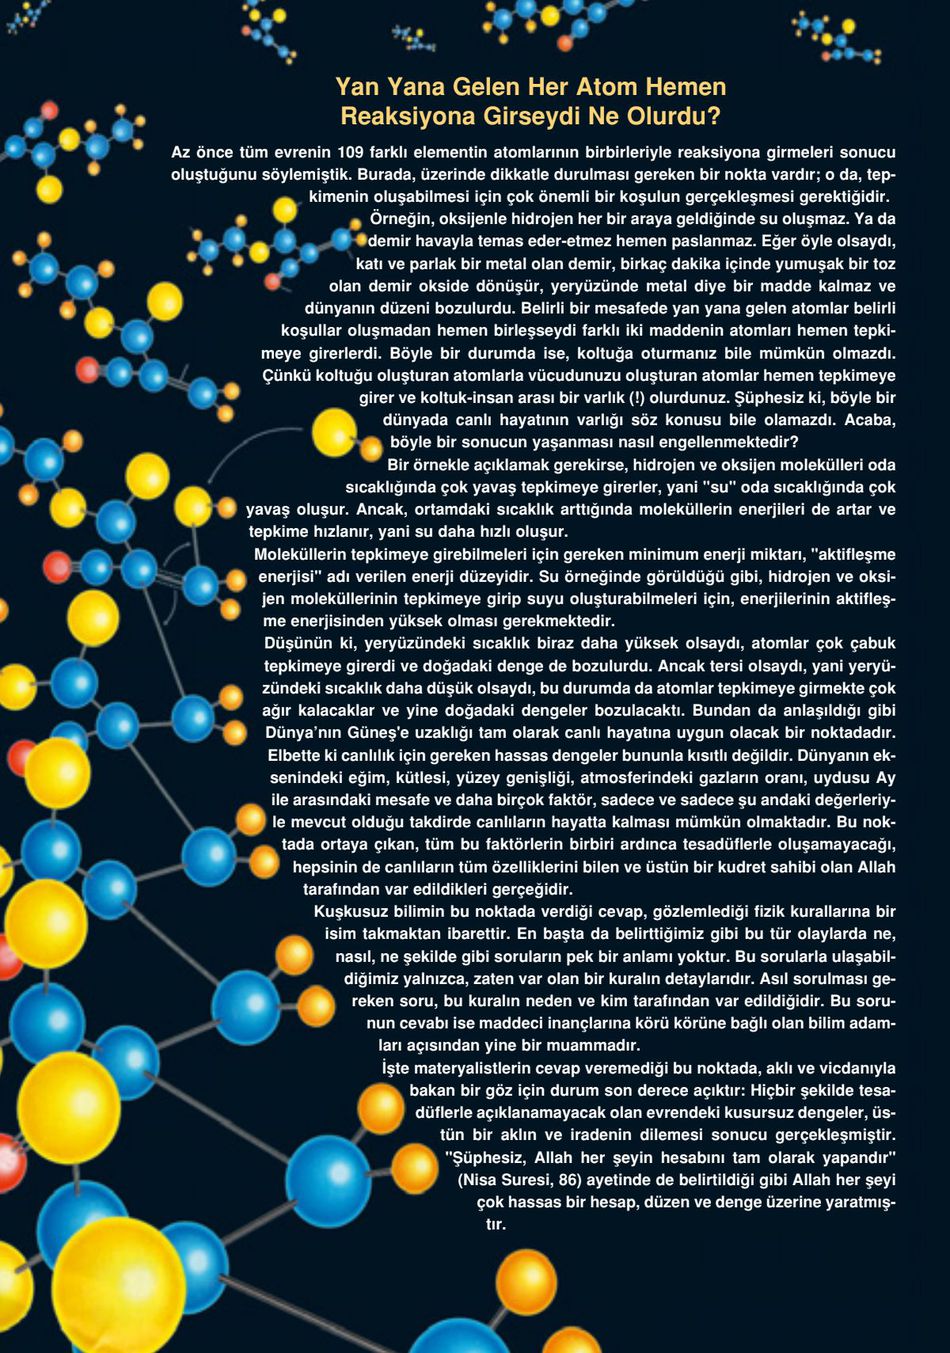 Yan Yana Gelen Her Atom Hemen
Reaksiyona Girseydi Ne Olurdu?
Az önce tüm evrenin 109 farklı elementin atomlarının birbirleriyle reaksiyona girmeleri sonucu
oluştuğunu söylemiştik. Burada, üzerinde dikkatle durulması gereken bir nokta vardır; o da, tep-
kimenin oluşabilmesi için çok önemli bir koşulun gerçekleşmesi gerektiğidir.
Örneğin, oksijenle hidrojen her bir araya geldiğinde su oluşmaz. Ya da
demir havayla temas eder-etmez hemen paslanmaz. Eğer öyle olsaydı,
katı ve parlak bir metal olan demir, birkaç dakika içinde yumuşak bir toz
olan demir okside dönüşür, yeryüzünde metal diye bir madde kalmaz ve
dünyanın düzeni bozulurdu. Belirli bir mesafede yan yana gelen atomlar belirli
koşullar oluşmadan hemen birleşseydi farklı iki maddenin atomları hemen tepki-
meye girerlerdi. Böyle bir durumda ise, koltuğa oturmanız bile mümkün olmazdı.
Çünkü koltuğu oluşturan atomlarla vücudunuzu oluşturan atomlar hemen tepkimeye
girer ve koltuk-insan arası bir varlık (!) olurdunuz. Şüphesiz ki, böyle bir
dünyada canlı hayatının varlığı söz konusu bile olamazdı. Acaba,
böyle bir sonucun yaşanması nasıl engellenmektedir?
Bir örnekle açıklamak gerekirse, hidrojen ve oksijen molekülleri oda
sıcaklığında çok yavaş tepkimeye girerler, yani "su" oda sıcaklığında çok
yavaş oluşur. Ancak, ortamdaki sıcaklık arttığında moleküllerin enerjileri de artar ve
tepkime hızlanır, yani su daha hızlı oluşur.
Moleküllerin tepkimeye girebilmeleri için gereken minimum enerji miktarı, "aktifleşme
enerjisi" adı verilen enerji düzeyidir. Su örneğinde görüldüğü gibi, hidrojen ve oksi-
jen moleküllerinin tepkimeye girip suyu oluşturabilmeleri için, enerjilerinin aktifleş-
me enerjisinden yüksek olması gerekmektedir.
Düşünün ki, yeryüzündeki sıcaklık biraz daha yüksek olsaydı, atomlar çok çabuk
tepkimeye girerdi ve doğadaki denge de bozulurdu. Ancak tersi olsaydı, yani yeryü-
zündeki sıcaklık daha düşük olsaydı, bu durumda da atomlar tepkimeye girmekte çok
ağır kalacaklar ve yine doğadaki dengeler bozulacaktı. Bundan da anlaşıldığı gibi
Dünya'nın Güneş'e uzaklığı tam olarak canlı hayatına uygun olacak bir noktadadır.
Elbette ki canlılık için gereken hassas dengeler bununla kısıtlı değildir. Dünyanın ek-
senindeki eğim, kütlesi, yüzey genişliği, atmosferindeki gazların oranı, uydusu Ay
ile arasındaki mesafe ve daha birçok faktör, sadece ve sadece şu andaki değerleriy-
le mevcut olduğu takdirde canlıların hayatta kalması mümkün olmaktadır. Bu nok-
tada ortaya çıkan, tüm bu faktörlerin birbiri ardınca tesadüflerle oluşamayacağı,
hepsinin de canlıların tüm özelliklerini bilen ve üstün bir kudret sahibi olan Allah
tarafından var edildikleri gerçeğidir.
Kuşkusuz bilimin bu noktada verdiği cevap, gözlemlediği fizik kurallarına bir
isim takmaktan ibarettir. En başta da belirttiğimiz gibi bu tür olaylarda ne,
nasıl, ne şekilde gibi soruların pek bir anlamı yoktur. Bu sorularla ulaşabil-
diğimiz yalnızca, zaten var olan bir kuralın detaylarıdır. Asıl sorulması ge-
reken soru, bu kuralın neden ve kim tarafından var edildiğidir. Bu soru-
nun cevabı ise maddeci inançlarına körü körüne bağlı olan bilim adam-
ları açısından yine bir muammadır.
İşte materyalistlerin cevap veremediği bu noktada, aklı ve vicdanıyla
bakan bir göz için durum son derece açıktır: Hiçbir şekilde tesa-
düflerle açıklanamayacak olan evrendeki kusursuz dengeler, üs-
tün bir aklın ve iradenin dilemesi sonucu gerçekleşmiştir.
"Şüphesiz, Allah her şeyin hesabını tam olarak yapandır"
(Nisa Suresi, 86) ayetinde de belirtildiği gibi Allah her şeyi
çok hassas bir hesap, düzen ve denge üzerine yaratmış-
tır.